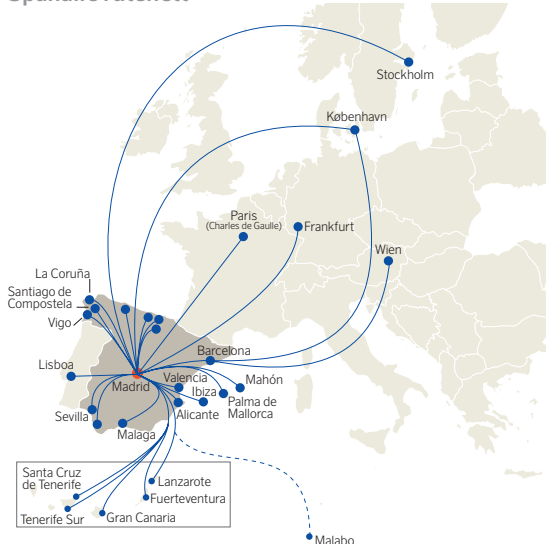 Stockholm
København
Paris
(Charles de Gaulle)
Frankfurt
Wien
La Coruña
Santiago de
Compostela
Vigo
Barcelona
Lisboa
Madrid
Valencia
Mahón
Ibiza
Palma de
Mallorca
Sevilla
Alicante
Malaga
Santa Cruz
de Tenerife
Lanzarote
Fuerteventura
Tenerife Sur
Gran Canaria
Malabo